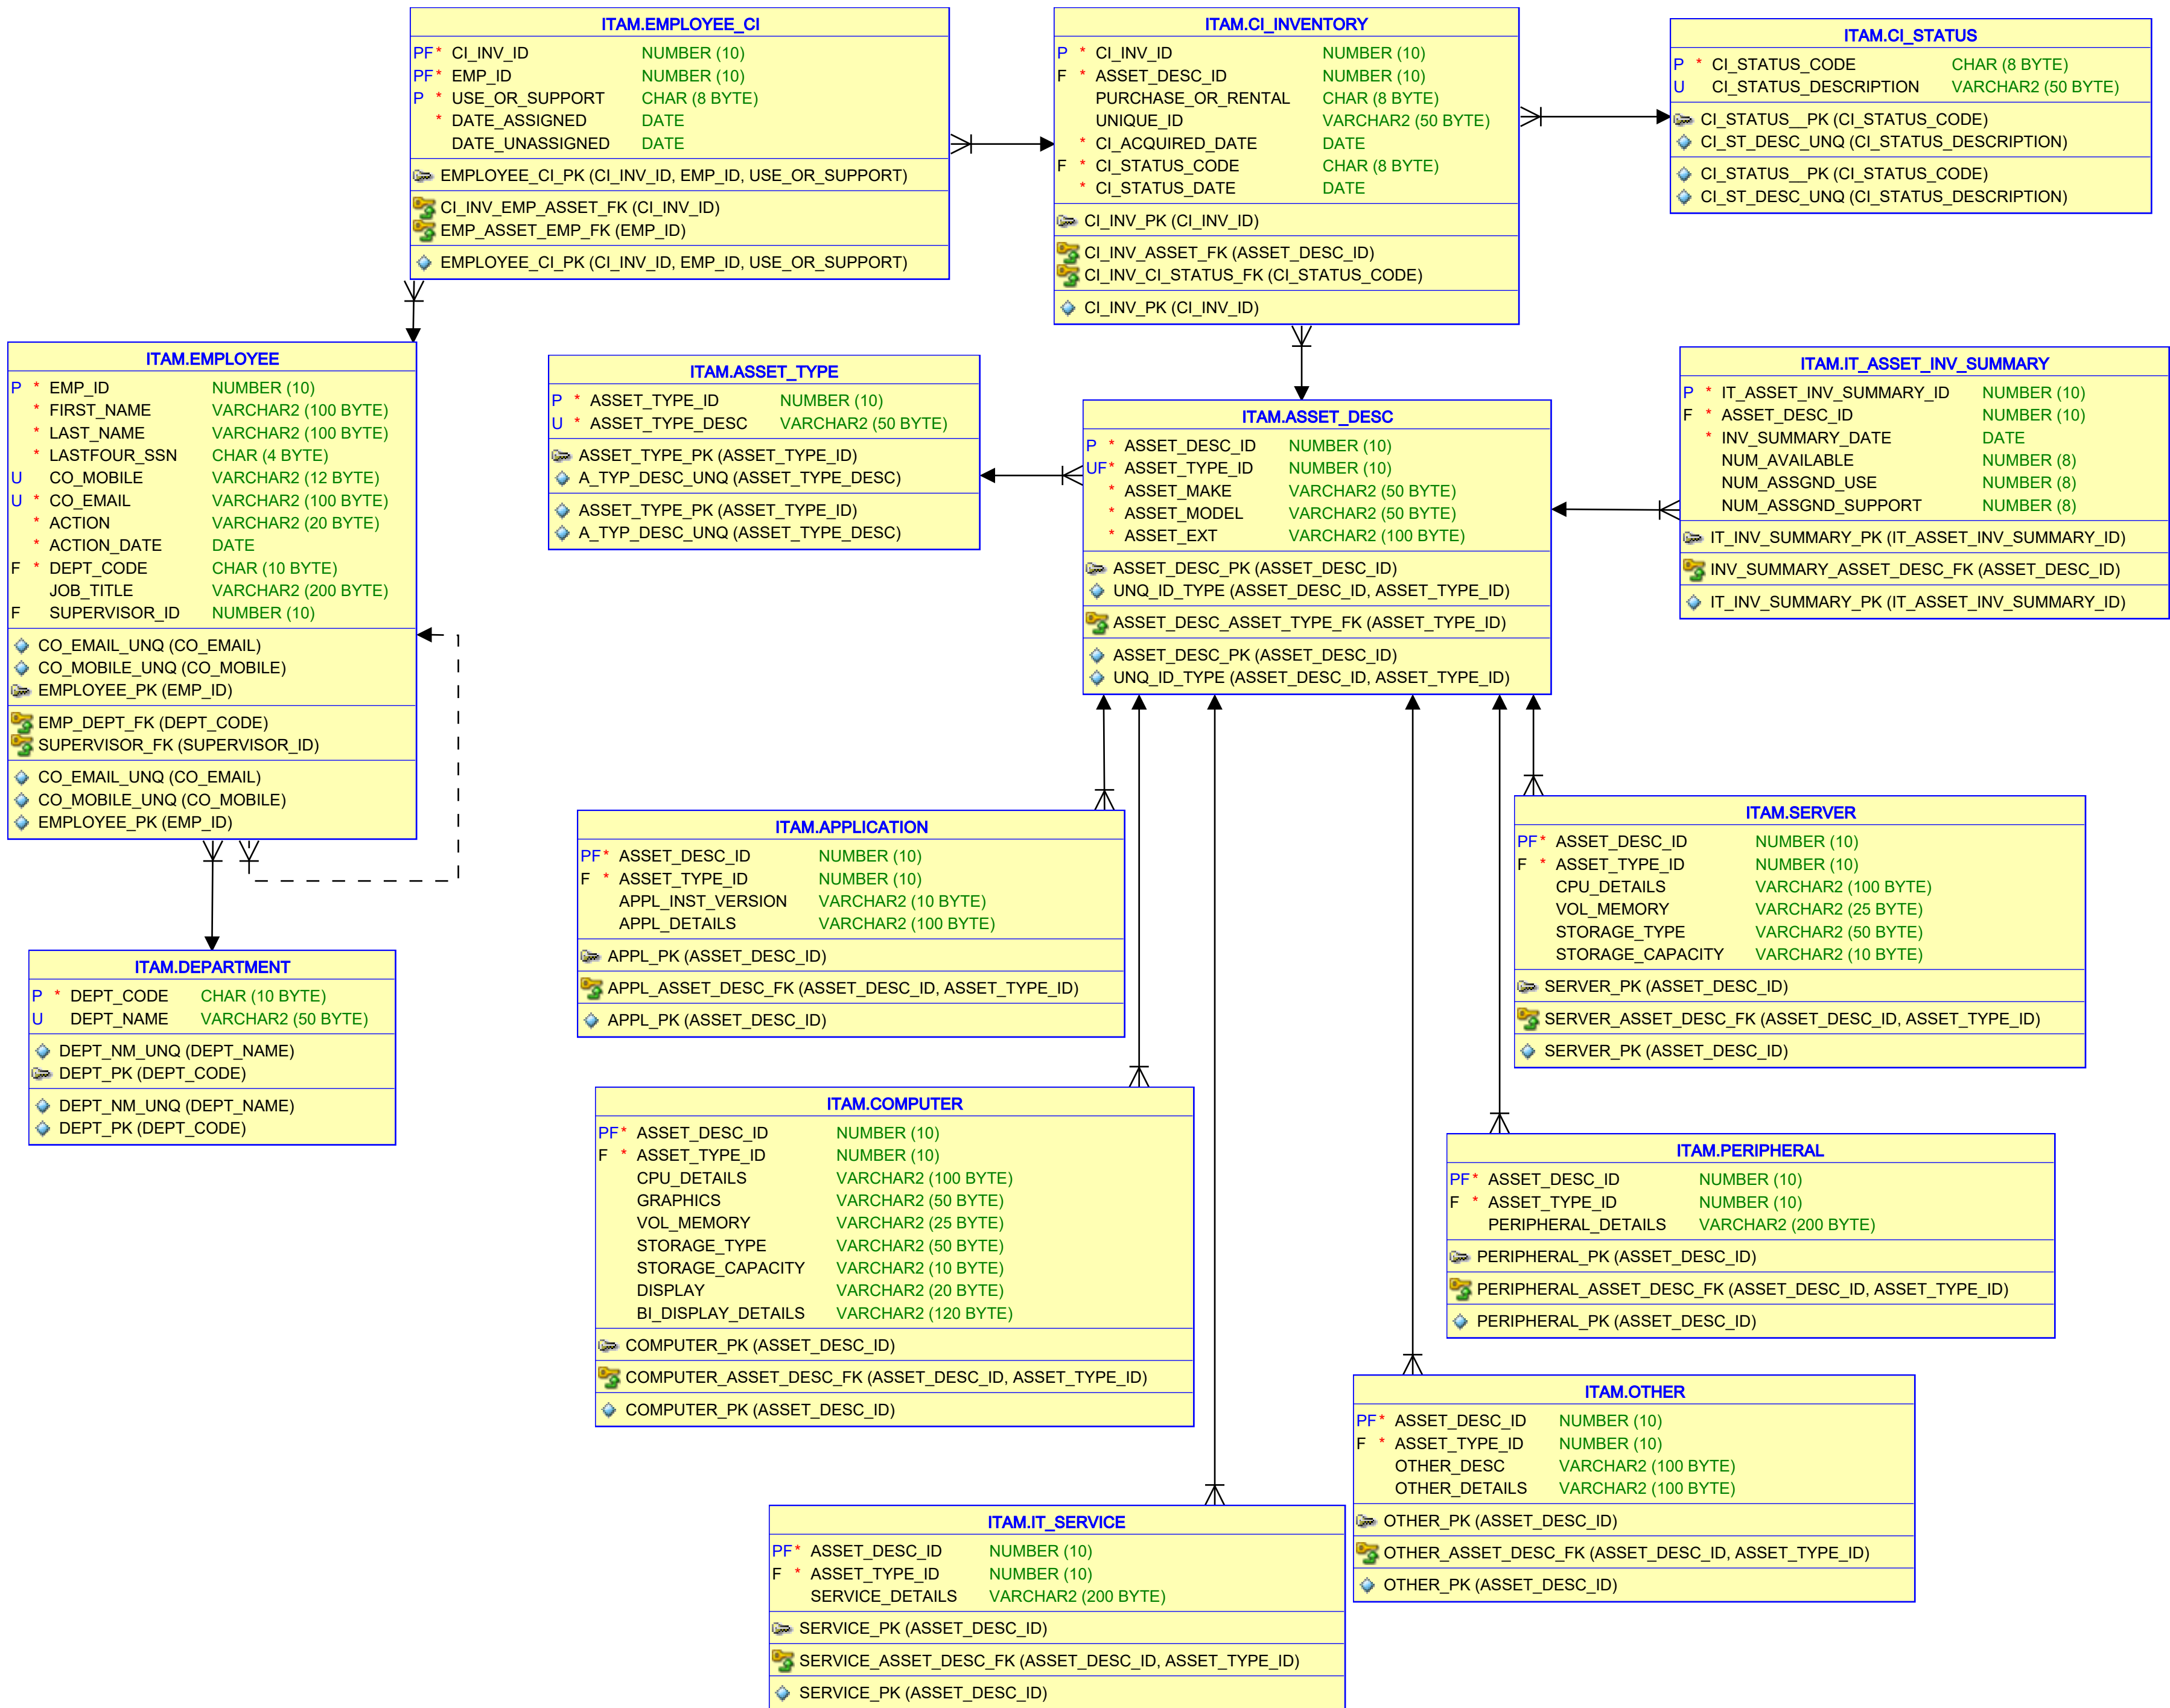 ITAM.EMPLOYEE_CI
PF* CI_INV_ID NUMBER (10)
PF* EMP_ID NUMBER (10)
P * USE_OR_SUPPORT CHAR (8 BYTE)
* DATE_ASSIGNED DATE
DATE_UNASSIGNED DATE
EMPLOYEE_CI_PK (CI_INV_ID, EMP_ID, USE_OR_SUPPORT)
CI_INV_EMP_ASSET_FK (CI_INV_ID)
EMP_ASSET_EMP_FK (EMP_ID)
EMPLOYEE_CI_PK (CI_INV_ID, EMP_ID, USE_OR_SUPPORT)
ITAM.CI_INVENTORY
P * CI_INV_ID NUMBER (10)
F * ASSET_DESC_ID NUMBER (10)
PURCHASE_OR_RENTAL CHAR (8 BYTE)
UNIQUE_ID VARCHAR2 (50 BYTE)
* CI_ACQUIRED_DATE DATE
F * CI_STATUS_CODE CHAR (8 BYTE)
* CI_STATUS_DATE DATE
CI_INV_PK (CI_INV_ID)
CI_INV_ASSET_FK (ASSET_DESC_ID)
CI_INV_CI_STATUS_FK (CI_STATUS_CODE)
CI_INV_PK (CI_INV_ID)
ITAM.CI_STATUS
P * CI_STATUS_CODE CHAR (8 BYTE)
U CI_STATUS_DESCRIPTION VARCHAR2 (50 BYTE)
CI_STATUS__PK (CI_STATUS_CODE)
CI_ST_DESC_UNQ (CI_STATUS_DESCRIPTION)
CI_STATUS__PK (CI_STATUS_CODE)
CI_ST_DESC_UNQ (CI_STATUS_DESCRIPTION)
ITAM.EMPLOYEE
P * EMP_ID NUMBER (10)
* FIRST_NAME VARCHAR2 (100 BYTE)
* LAST_NAME VARCHAR2 (100 BYTE)
* LASTFOUR_SSN CHAR (4 BYTE)
U CO_MOBILE VARCHAR2 (12 BYTE)
U * CO_EMAIL VARCHAR2 (100 BYTE)
* ACTION VARCHAR2 (20 BYTE)
* ACTION_DATE DATE
F * DEPT_CODE CHAR (10 BYTE)
JOB_TITLE VARCHAR2 (200 BYTE)
F SUPERVISOR_ID NUMBER (10)
CO_EMAIL_UNQ (CO_EMAIL)
CO_MOBILE_UNQ (CO_MOBILE)
EMPLOYEE_PK (EMP_ID)
EMP_DEPT_FK (DEPT_CODE)
SUPERVISOR_FK (SUPERVISOR_ID)
CO_EMAIL_UNQ (CO_EMAIL)
CO_MOBILE_UNQ (CO_MOBILE)
EMPLOYEE_PK (EMP_ID)
ITAM.ASSET_TYPE
P * ASSET_TYPE_ID NUMBER (10)
U * ASSET_TYPE_DESC VARCHAR2 (50 BYTE)
ASSET_TYPE_PK (ASSET_TYPE_ID)
A_TYP_DESC_UNQ (ASSET_TYPE_DESC)
ASSET_TYPE_PK (ASSET_TYPE_ID)
A_TYP_DESC_UNQ (ASSET_TYPE_DESC)
ITAM.ASSET_DESC
P * ASSET_DESC_ID NUMBER (10)
UF* ASSET_TYPE_ID NUMBER (10)
* ASSET_MAKE VARCHAR2 (50 BYTE)
* ASSET_MODEL VARCHAR2 (50 BYTE)
* ASSET_EXT VARCHAR2 (100 BYTE)
ASSET_DESC_PK (ASSET_DESC_ID)
UNQ_ID_TYPE (ASSET_DESC_ID, ASSET_TYPE_ID)
ASSET_DESC_ASSET_TYPE_FK (ASSET_TYPE_ID)
ASSET_DESC_PK (ASSET_DESC_ID)
UNQ_ID_TYPE (ASSET_DESC_ID, ASSET_TYPE_ID)
ITAM.IT_ASSET_INV_SUMMARY
P * IT_ASSET_INV_SUMMARY_ID NUMBER (10)
F * ASSET_DESC_ID NUMBER (10)
* INV_SUMMARY_DATE DATE
NUM_AVAILABLE NUMBER (8)
NUM_ASSGND_USE NUMBER (8)
NUM_ASSGND_SUPPORT NUMBER (8)
IT_INV_SUMMARY_PK (IT_ASSET_INV_SUMMARY_ID)
INV_SUMMARY_ASSET_DESC_FK (ASSET_DESC_ID)
IT_INV_SUMMARY_PK (IT_ASSET_INV_SUMMARY_ID)
ITAM.DEPARTMENT
P * DEPT_CODE CHAR (10 BYTE)
U DEPT_NAME VARCHAR2 (50 BYTE)
DEPT_NM_UNQ (DEPT_NAME)
DEPT_PK (DEPT_CODE)
DEPT_NM_UNQ (DEPT_NAME)
DEPT_PK (DEPT_CODE)
ITAM.APPLICATION
PF* ASSET_DESC_ID NUMBER (10)
F * ASSET_TYPE_ID NUMBER (10)
APPL_INST_VERSION VARCHAR2 (10 BYTE)
APPL_DETAILS VARCHAR2 (100 BYTE)
APPL_PK (ASSET_DESC_ID)
APPL_ASSET_DESC_FK (ASSET_DESC_ID, ASSET_TYPE_ID)
APPL_PK (ASSET_DESC_ID)
ITAM.SERVER
PF* ASSET_DESC_ID NUMBER (10)
F * ASSET_TYPE_ID NUMBER (10)
CPU_DETAILS VARCHAR2 (100 BYTE)
VOL_MEMORY VARCHAR2 (25 BYTE)
STORAGE_TYPE VARCHAR2 (50 BYTE)
STORAGE_CAPACITY VARCHAR2 (10 BYTE)
SERVER_PK (ASSET_DESC_ID)
SERVER_ASSET_DESC_FK (ASSET_DESC_ID, ASSET_TYPE_ID)
SERVER_PK (ASSET_DESC_ID)
ITAM.COMPUTER
PF* ASSET_DESC_ID NUMBER (10)
F * ASSET_TYPE_ID NUMBER (10)
CPU_DETAILS VARCHAR2 (100 BYTE)
GRAPHICS VARCHAR2 (50 BYTE)
VOL_MEMORY VARCHAR2 (25 BYTE)
STORAGE_TYPE VARCHAR2 (50 BYTE)
STORAGE_CAPACITY VARCHAR2 (10 BYTE)
DISPLAY VARCHAR2 (20 BYTE)
BI_DISPLAY_DETAILS VARCHAR2 (120 BYTE)
COMPUTER_PK (ASSET_DESC_ID)
COMPUTER_ASSET_DESC_FK (ASSET_DESC_ID, ASSET_TYPE_ID)
COMPUTER_PK (ASSET_DESC_ID)
ITAM.PERIPHERAL
PF* ASSET_DESC_ID NUMBER (10)
F * ASSET_TYPE_ID NUMBER (10)
PERIPHERAL_DETAILS VARCHAR2 (200 BYTE)
PERIPHERAL_PK (ASSET_DESC_ID)
PERIPHERAL_ASSET_DESC_FK (ASSET_DESC_ID, ASSET_TYPE_ID)
PERIPHERAL_PK (ASSET_DESC_ID)
ITAM.OTHER
PF* ASSET_DESC_ID NUMBER (10)
F * ASSET_TYPE_ID NUMBER (10)
OTHER_DESC VARCHAR2 (100 BYTE)
OTHER_DETAILS VARCHAR2 (100 BYTE)
OTHER_PK (ASSET_DESC_ID)
OTHER_ASSET_DESC_FK (ASSET_DESC_ID, ASSET_TYPE_ID)
OTHER_PK (ASSET_DESC_ID)
ITAM.IT_SERVICE
PF* ASSET_DESC_ID NUMBER (10)
F * ASSET_TYPE_ID NUMBER (10)
SERVICE_DETAILS VARCHAR2 (200 BYTE)
SERVICE_PK (ASSET_DESC_ID)
SERVICE_ASSET_DESC_FK (ASSET_DESC_ID, ASSET_TYPE_ID)
SERVICE_PK (ASSET_DESC_ID)